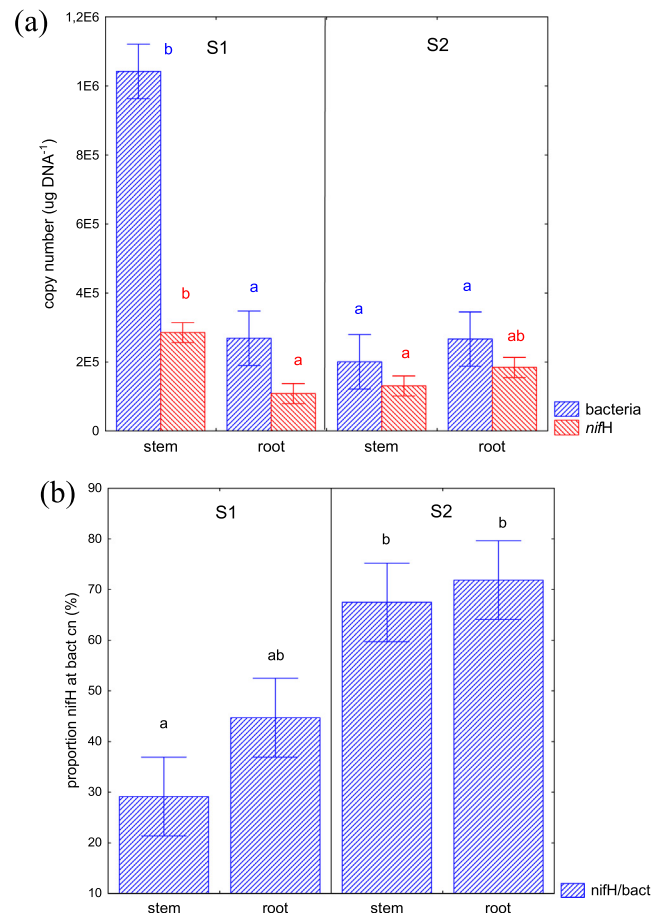 (a)
1,2E6
1E6
8E5
6E5
4E5
2E5
0
copy number (ug DNA-1)
S1
S2
b
b
a
a
a
a
a
ab
stem
root
stem
root
bacteria
nifH
(b)
90
80
70
60
50
40
30
20
10
proportion nifH at bact cn (%)
S1
S2
a
ab
b
b
stem
root
stem
root
nifH/bact